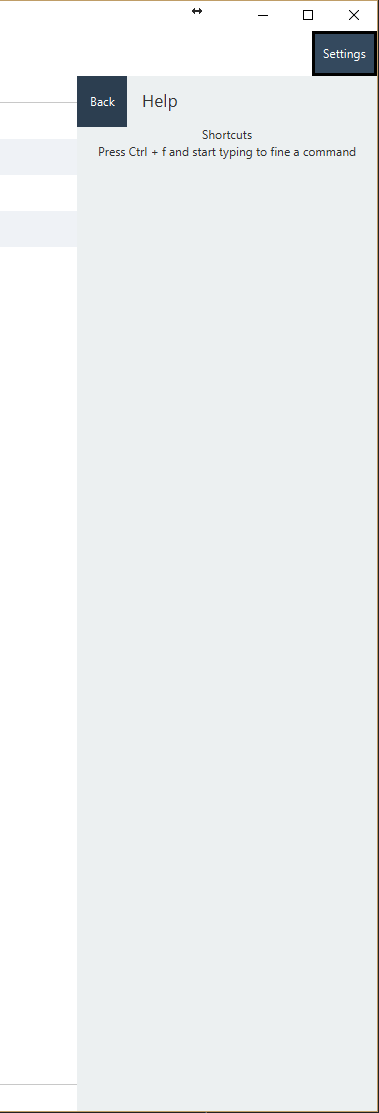 Settings
Back
Help
Shortcuts
Press Ctrl + f and start typing to fine a command